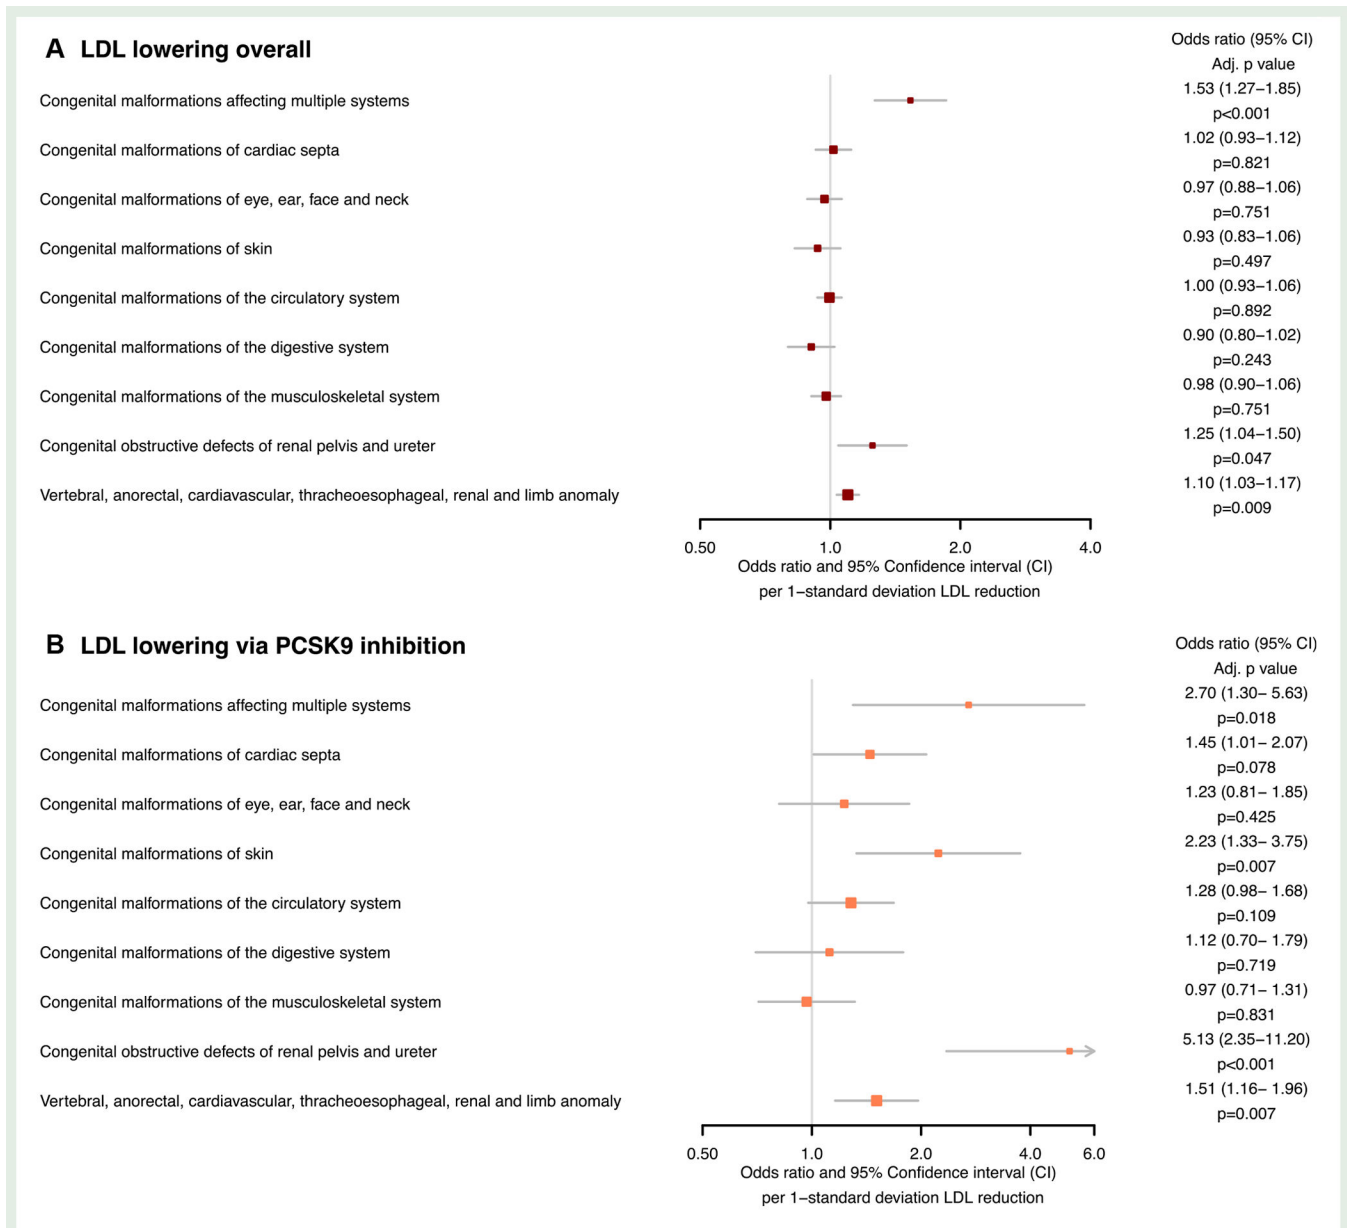 A LDL lowering overall
Odds ratio (95% CI)
Adj. p value
Congenital malformations affecting multiple systems
1.53 (1.27−1.85)
p<0.001
Congenital malformations of cardiac septa
1.02 (0.93−1.12)
p=0.821
Congenital malformations of eye, ear, face and neck
0.97 (0.88−1.06)
p=0.751
Congenital malformations of skin
0.93 (0.83−1.06)
p=0.497
Congenital malformations of the circulatory system
1.00 (0.93−1.06)
p=0.892
Congenital malformations of the digestive system
0.90 (0.80−1.02)
p=0.243
Congenital malformations of the musculoskeletal system
0.98 (0.90−1.06)
p=0.751
Congenital obstructive defects of renal pelvis and ureter
1.25 (1.04−1.50)
p=0.047
Vertebral, anorectal, cardiavascular, thracheoesophageal, renal and limb anomaly
1.10 (1.03−1.17)
p=0.009
0.50 1.0 2.0 4.0
Odds ratio and 95% Confidence interval (CI)
per 1−standard deviation LDL reduction
B LDL lowering via PCSK9 inhibition
Odds ratio (95% CI)
Adj. p value
Congenital malformations affecting multiple systems
2.70 (1.30− 5.63)
p=0.018
Congenital malformations of cardiac septa
1.45 (1.01− 2.07)
p=0.078
Congenital malformations of eye, ear, face and neck
1.23 (0.81− 1.85)
p=0.425
Congenital malformations of skin
2.23 (1.33− 3.75)
p=0.007
Congenital malformations of the circulatory system
1.28 (0.98− 1.68)
p=0.109
Congenital malformations of the digestive system
1.12 (0.70− 1.79)
p=0.719
Congenital malformations of the musculoskeletal system
0.97 (0.71− 1.31)
p=0.831
Congenital obstructive defects of renal pelvis and ureter
5.13 (2.35−11.20)
p<0.001
Vertebral, anorectal, cardiavascular, thracheoesophageal, renal and limb anomaly
1.51 (1.16− 1.96)
p=0.007
0.50 1.0 2.0 4.0 6.0
Odds ratio and 95% Confidence interval (CI)
per 1−standard deviation LDL reduction